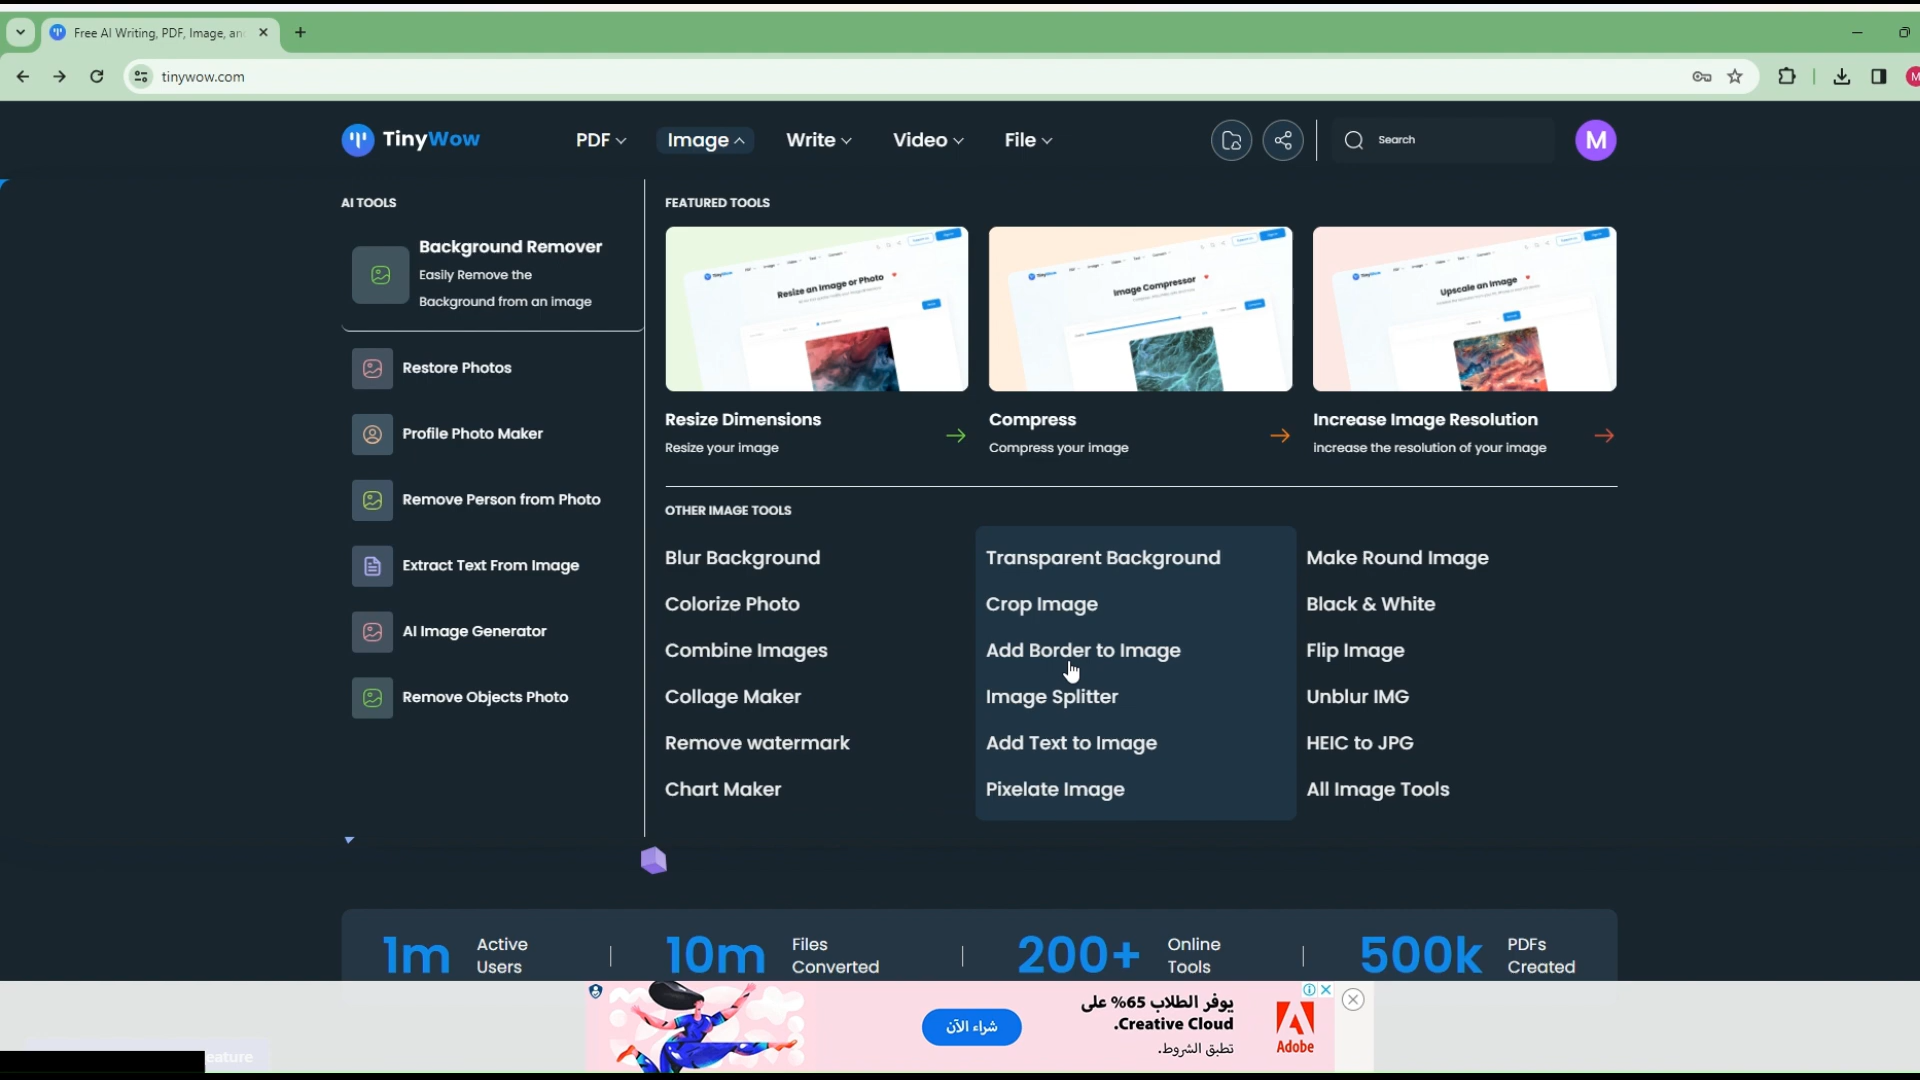 Free AI Writing, PDF, Image, an
tinywow.com
TinyWow
PDF
Image
Write
Video
File
Search
M
AI TOOLS
Background Remover
Easily Remove the
Background from an image
Restore Photos
Profile Photo Maker
Remove Person from Photo
Extract Text From Image
AI Image Generator
Remove Objects Photo
FEATURED TOOLS
Resize an Image or Photo
Image Compressor
Upscale an Image
Resize Dimensions
Resize your image
Compress
Compress your image
Increase Image Resolution
Increase the resolution of your image
OTHER IMAGE TOOLS
Blur Background
Colorize Photo
Combine Images
Collage Maker
Remove watermark
Chart Maker
Transparent Background
Crop Image
Add Border to Image
Image Splitter
Add Text to Image
Pixelate Image
Make Round Image
Black & White
Flip Image
Unblur IMG
HEIC to JPG
All Image Tools
1m Active Users
10m Files Converted
200+ Online Tools
500k PDFs Created
يوفر الطلاب 65% على
Creative Cloud.
تطبق الشروط.
شراء الآن
Adobe
eature